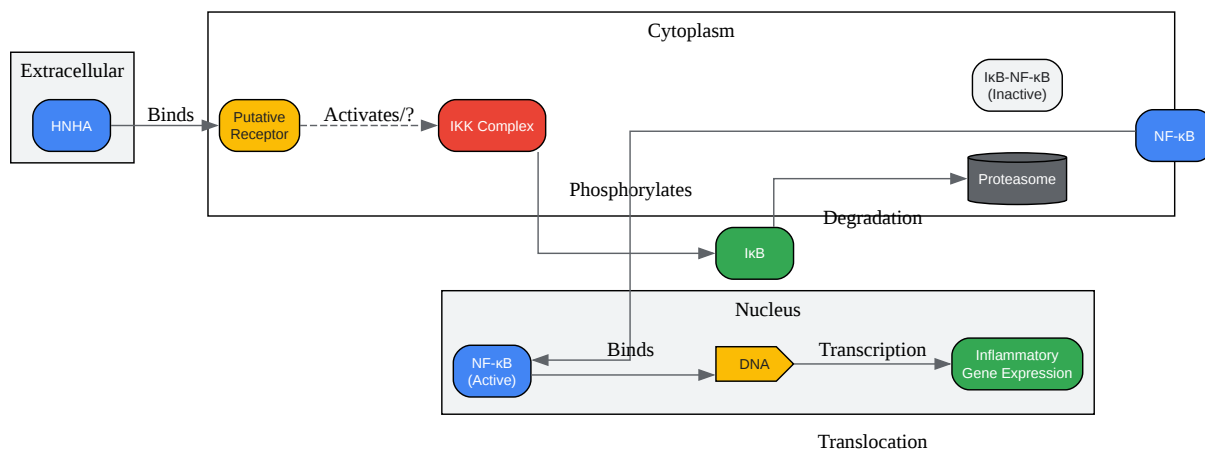 Cytoplasm
Extracellular
HNHA
Binds
Putative
Receptor
Activates/?
IKK Complex
IκB-NF-κB
(Inactive)
NF-κB
Phosphorylates
Proteasome
Degradation
IκB
Nucleus
NF-κB
(Active)
Binds
DNA
Transcription
Inflammatory
Gene Expression
Translocation